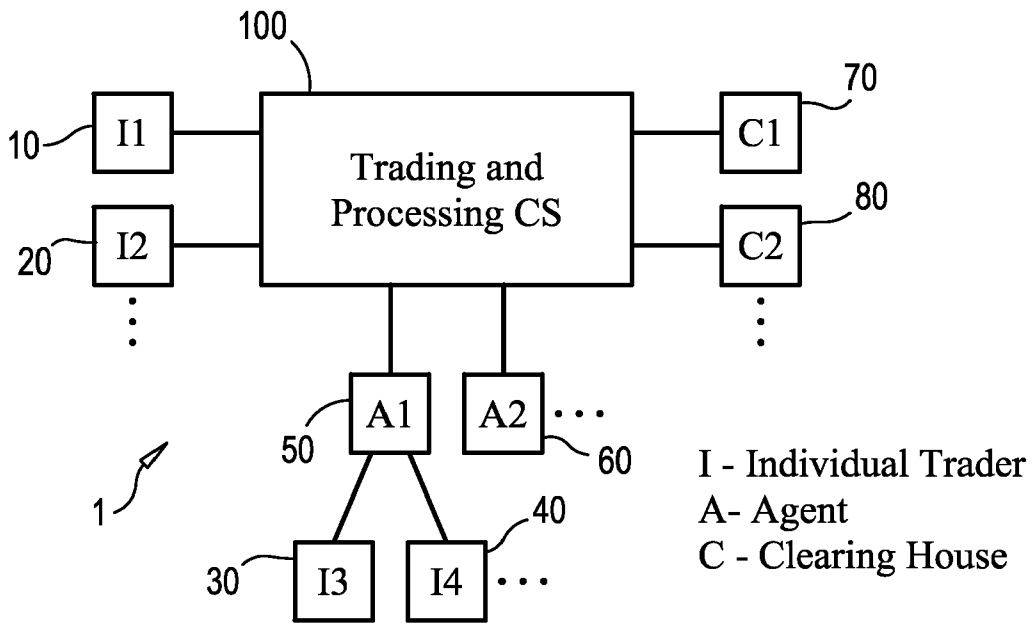 100
70
10
I1
Trading and
Processing CS
C1
80
20
I2
C2
50
A1
A2
60
1
I - Individual Trader
A- Agent
C - Clearing House
40
30
I3
I4